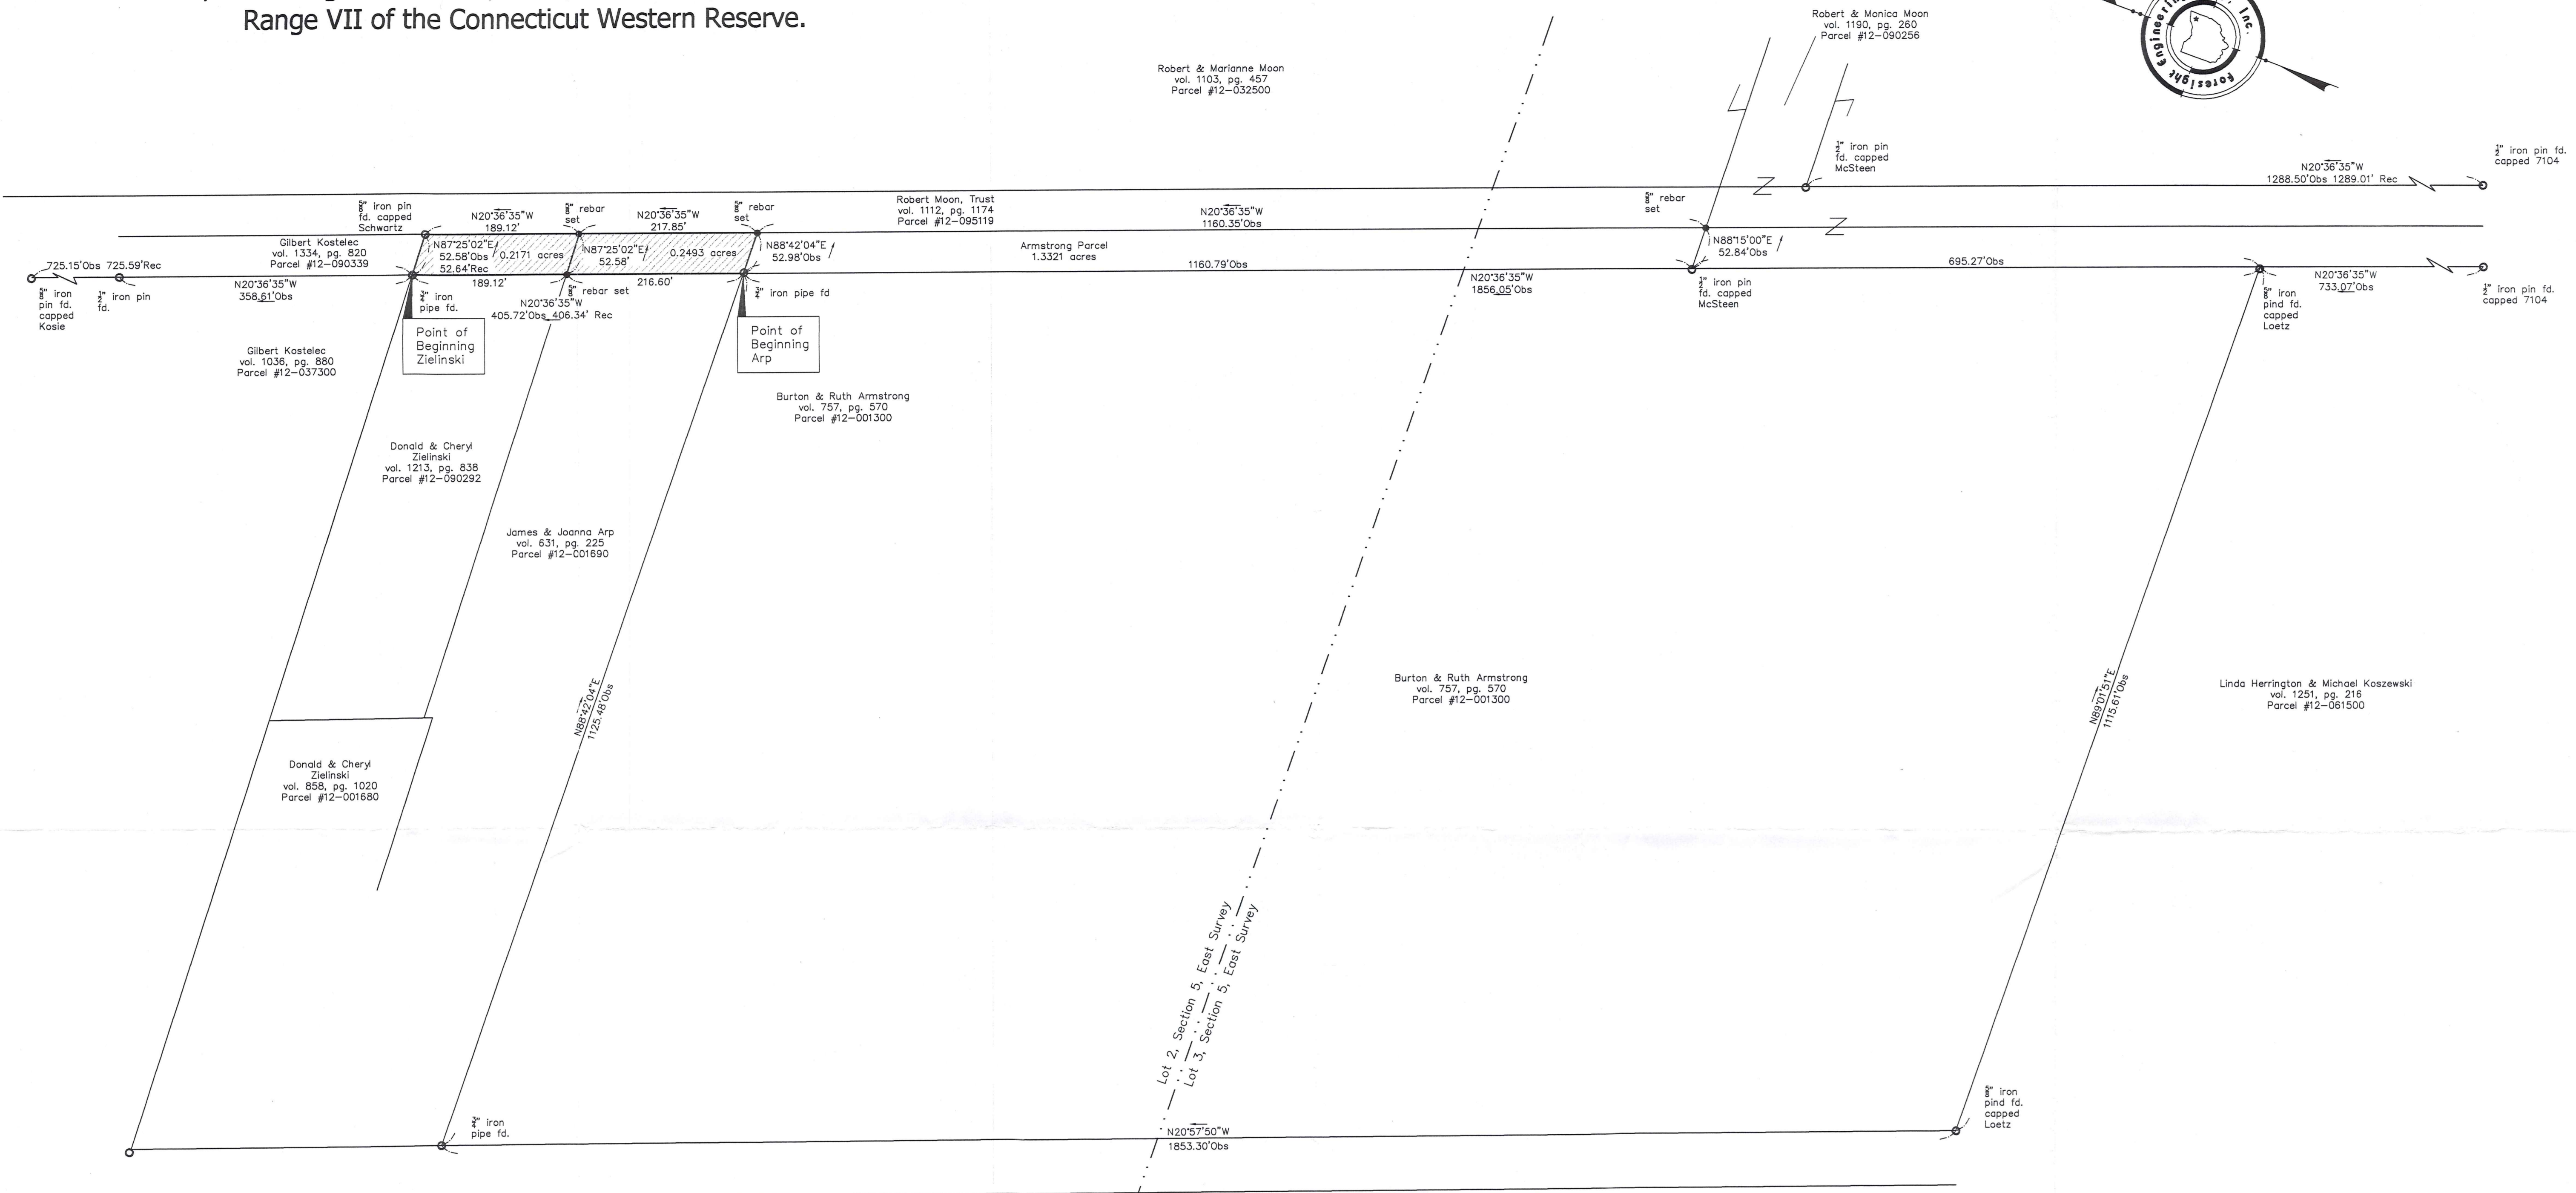 Range VII of the Connecticut Western Reserve.
Foresight Engineering
Inc.
Robert & Monica Moon
vol. 1190, pg. 260
Parcel #12-090256
Robert & Marianne Moon
vol. 1103, pg. 457
Parcel #12-032500
1/2" iron pin
fd. capped
McSteen
N20°36'35"W
1288.50'Obs 1289.01' Rec
1/2" iron pin fd.
capped 7104
5/8" iron pin
fd. capped
Schwartz
N20°36'35"W
189.12'
5/8" rebar
set
N20°36'35"W
217.85'
5/8" rebar
set
Robert Moon, Trust
vol. 1112, pg. 1174
Parcel #12-095119
N20°36'35"W
1160.35'Obs
5/8" rebar
set
Gilbert Kostelec
vol. 1334, pg. 820
Parcel #12-090339
N87°25'02"E
52.58'Obs
52.64'Rec
0.2171 acres
N87°25'02"E
52.58'
0.2493 acres
N88°42'04"E
52.98'Obs
Armstrong Parcel
1.3321 acres
N88°15'00"E
52.84'Obs
725.15'Obs 725.59'Rec
5/8" iron
pin fd.
capped
Kosie
1/2" iron pin
fd.
N20°36'35"W
358.61'Obs
3/4" iron
pipe fd.
189.12'
5/8" rebar set
216.60'
N20°36'35"W
405.72'Obs 406.34' Rec
3/4" iron pipe fd
1160.79'Obs
N20°36'35"W
1856.05'Obs
1/2" iron pin
fd. capped
McSteen
695.27'Obs
5/8" iron
pind fd.
capped
Loetz
N20°36'35"W
733.07'Obs
1/2" iron pin fd.
capped 7104
Point of
Beginning
Zielinski
Point of
Beginning
Arp
Gilbert Kostelec
vol. 1036, pg. 880
Parcel #12-037300
Burton & Ruth Armstrong
vol. 757, pg. 570
Parcel #12-001300
Donald & Cheryl
Zielinski
vol. 1213, pg. 838
Parcel #12-090292
James & Joanna Arp
vol. 631, pg. 225
Parcel #12-001690
N88°42'04"E
1125.48'Obs
Burton & Ruth Armstrong
vol. 757, pg. 570
Parcel #12-001300
N89°01'51"E
1115.61'Obs
Linda Herrington & Michael Koszewski
vol. 1251, pg. 216
Parcel #12-061500
Donald & Cheryl
Zielinski
vol. 858, pg. 1020
Parcel #12-001680
Lot 2, Section 5, East Survey
Lot 3, Section 5, East Survey
3/4" iron
pipe fd.
N20°57'50"W
1853.30'Obs
5/8" iron
pind fd.
capped
Loetz